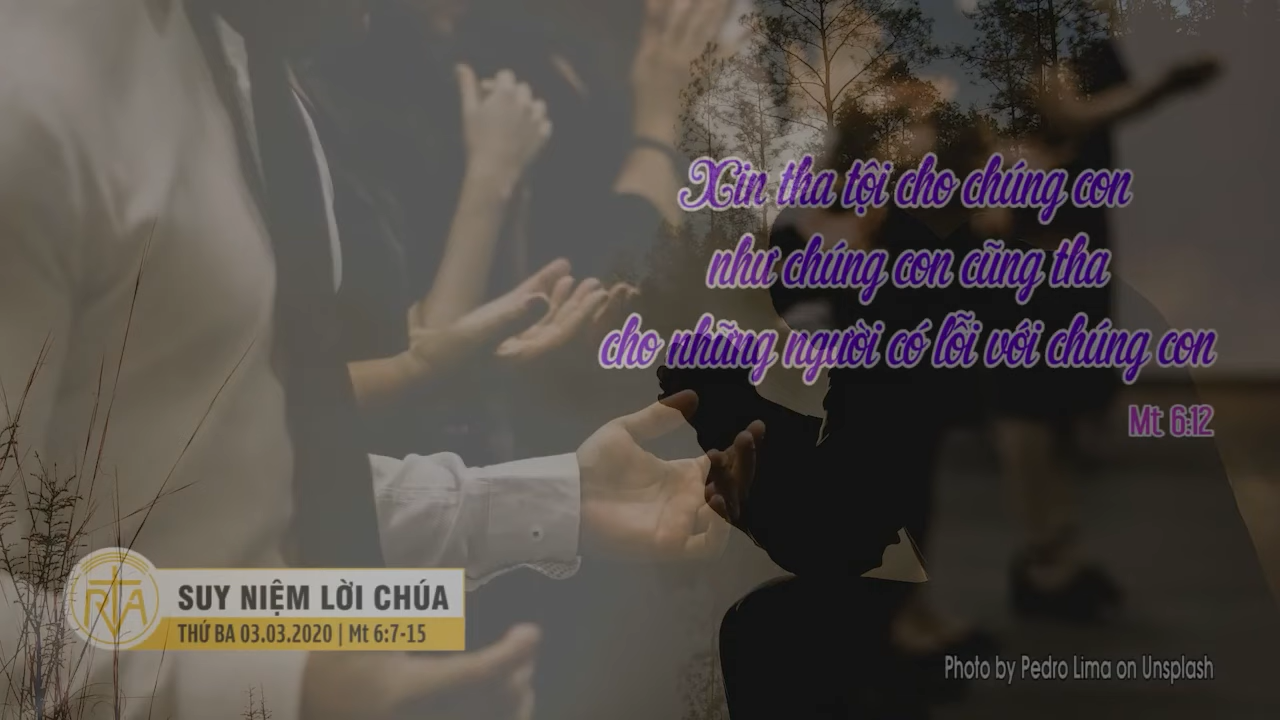 Xin tha tội cho chúng con
như chúng con cũng tha
cho những người có lỗi với chúng con
Mt 6:12
RVTA
SUY NIỆM LỜI CHÚA
THỨ BA 03.03.2020 | Mt 6:7-15
Photo by Pedro Lima on Unsplash